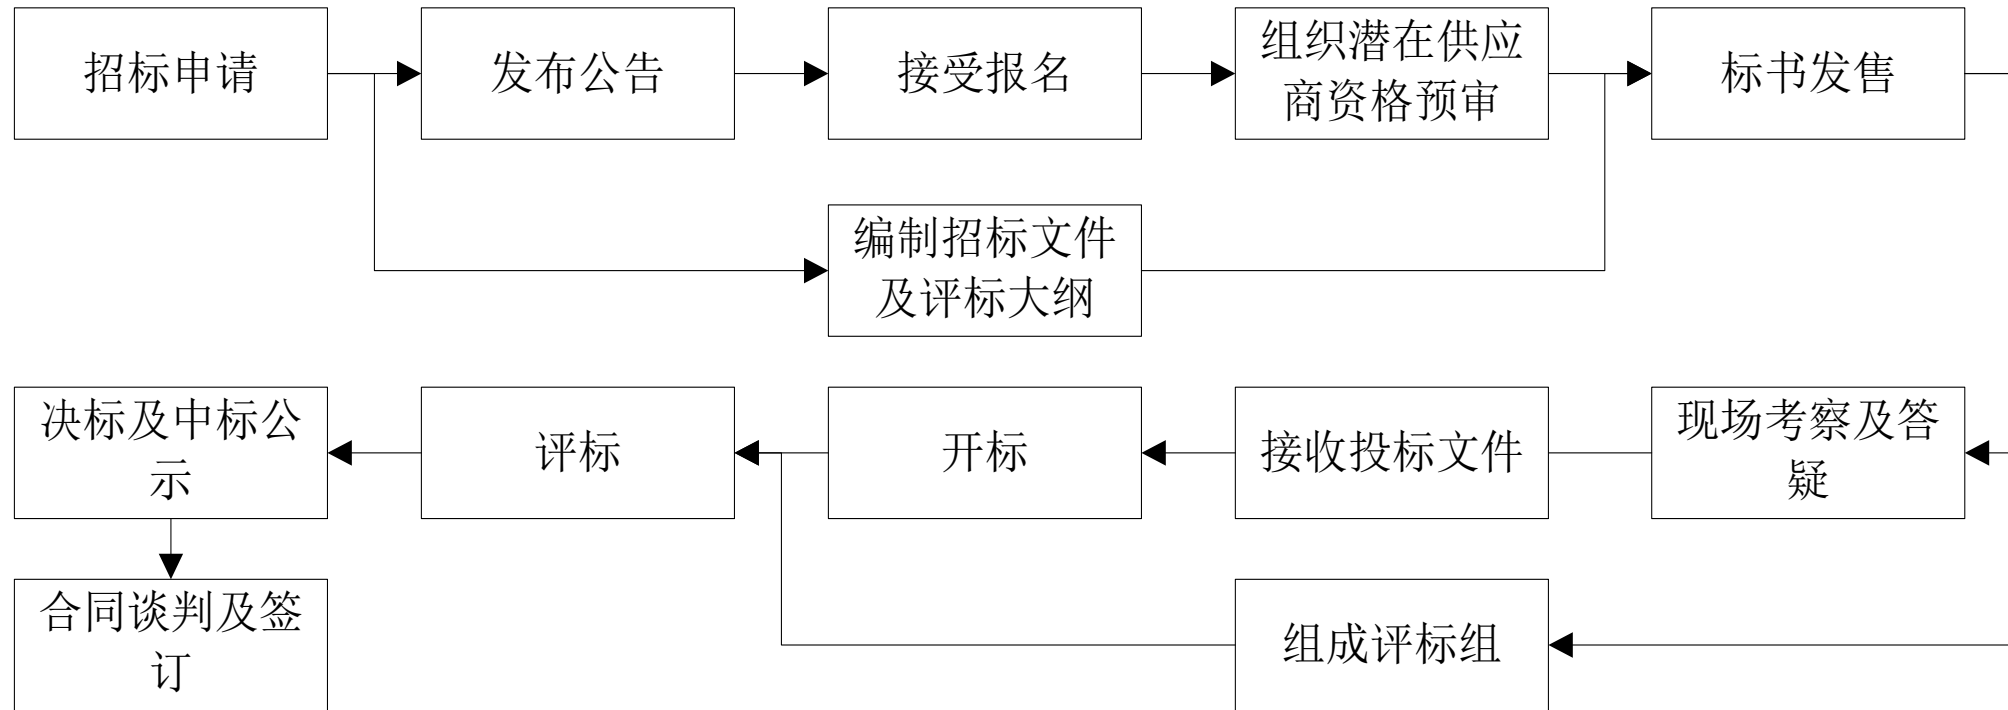 招标申请
发布公告
接受报名
组织潜在供应
商资格预审
标书发售
编制招标文件
及评标大纲
决标及中标公
示
评标
开标
接收投标文件
现场考察及答
疑
合同谈判及签
订
组成评标组